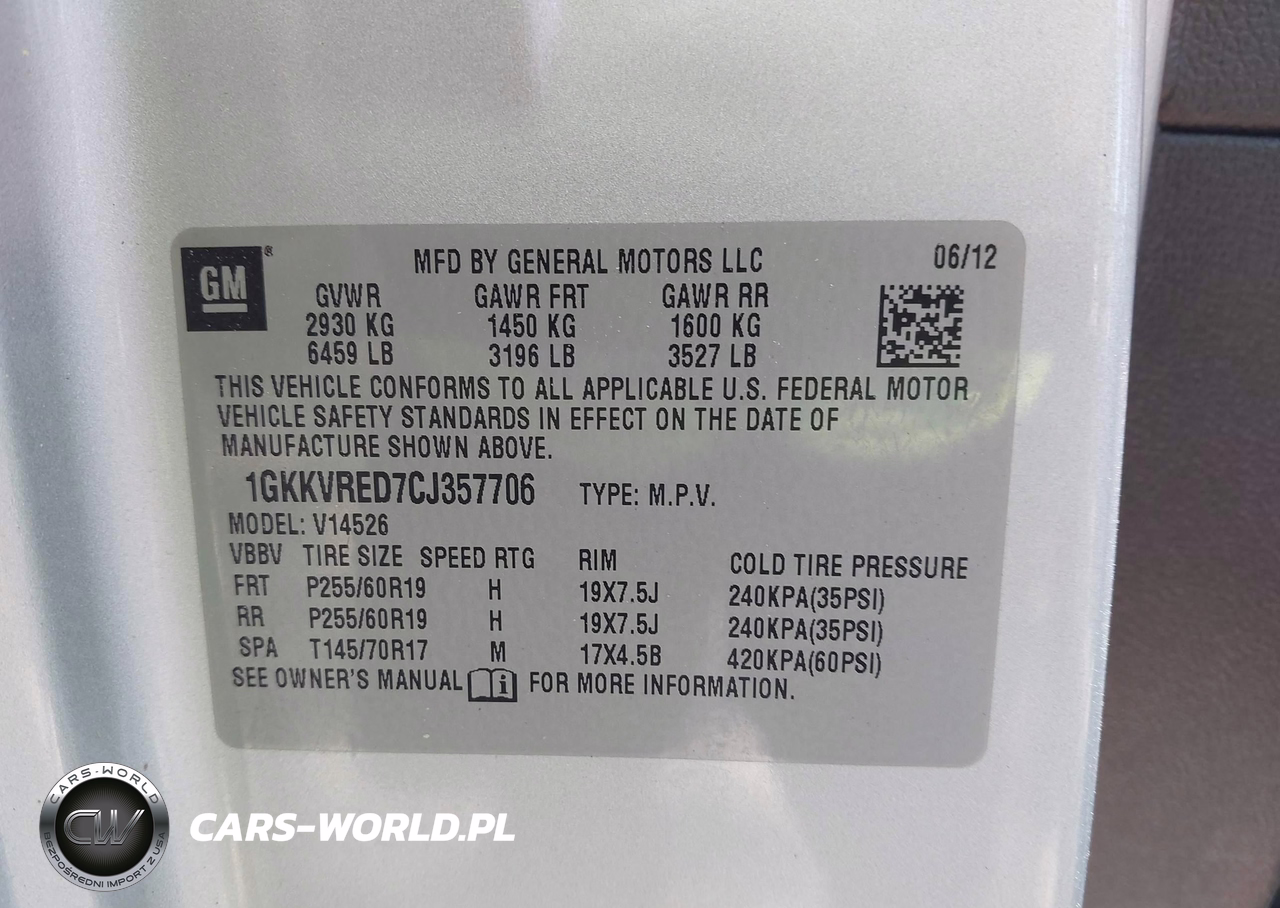 GM®
MFD BY GENERAL MOTORS LLC 06/12
GVWR GAWR FRT GAWR RR
2930 KG 1450 KG 1600 KG
6459 LB 3196 LB 3527 LB
THIS VEHICLE CONFORMS TO ALL APPLICABLE U.S. FEDERAL MOTOR
VEHICLE SAFETY STANDARDS IN EFFECT ON THE DATE OF
MANUFACTURE SHOWN ABOVE.
1GKKVRED7CJ357706 TYPE: M.P.V.
MODEL: V14526
VBBV TIRE SIZE SPEED RTG RIM COLD TIRE PRESSURE
FRT P255/60R19 H 19X7.5J 240KPA(35PSI)
RR P255/60R19 H 19X7.5J 240KPA(35PSI)
SPA T145/70R17 M 17X4.5B 420KPA(60PSI)
SEE OWNER'S MANUAL i FOR MORE INFORMATION.
CARS-WORLD
CW
BEZPOŚREDNI IMPORT Z USA
CARS-WORLD.PL